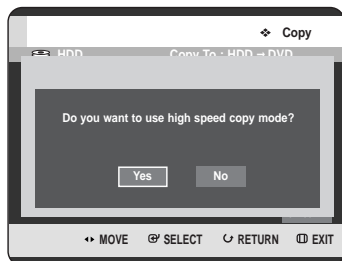 Copy
HDD Copy To : HDD → DVD
Do you want to use high speed copy mode?
Yes No
MOVE SELECT RETURN EXIT